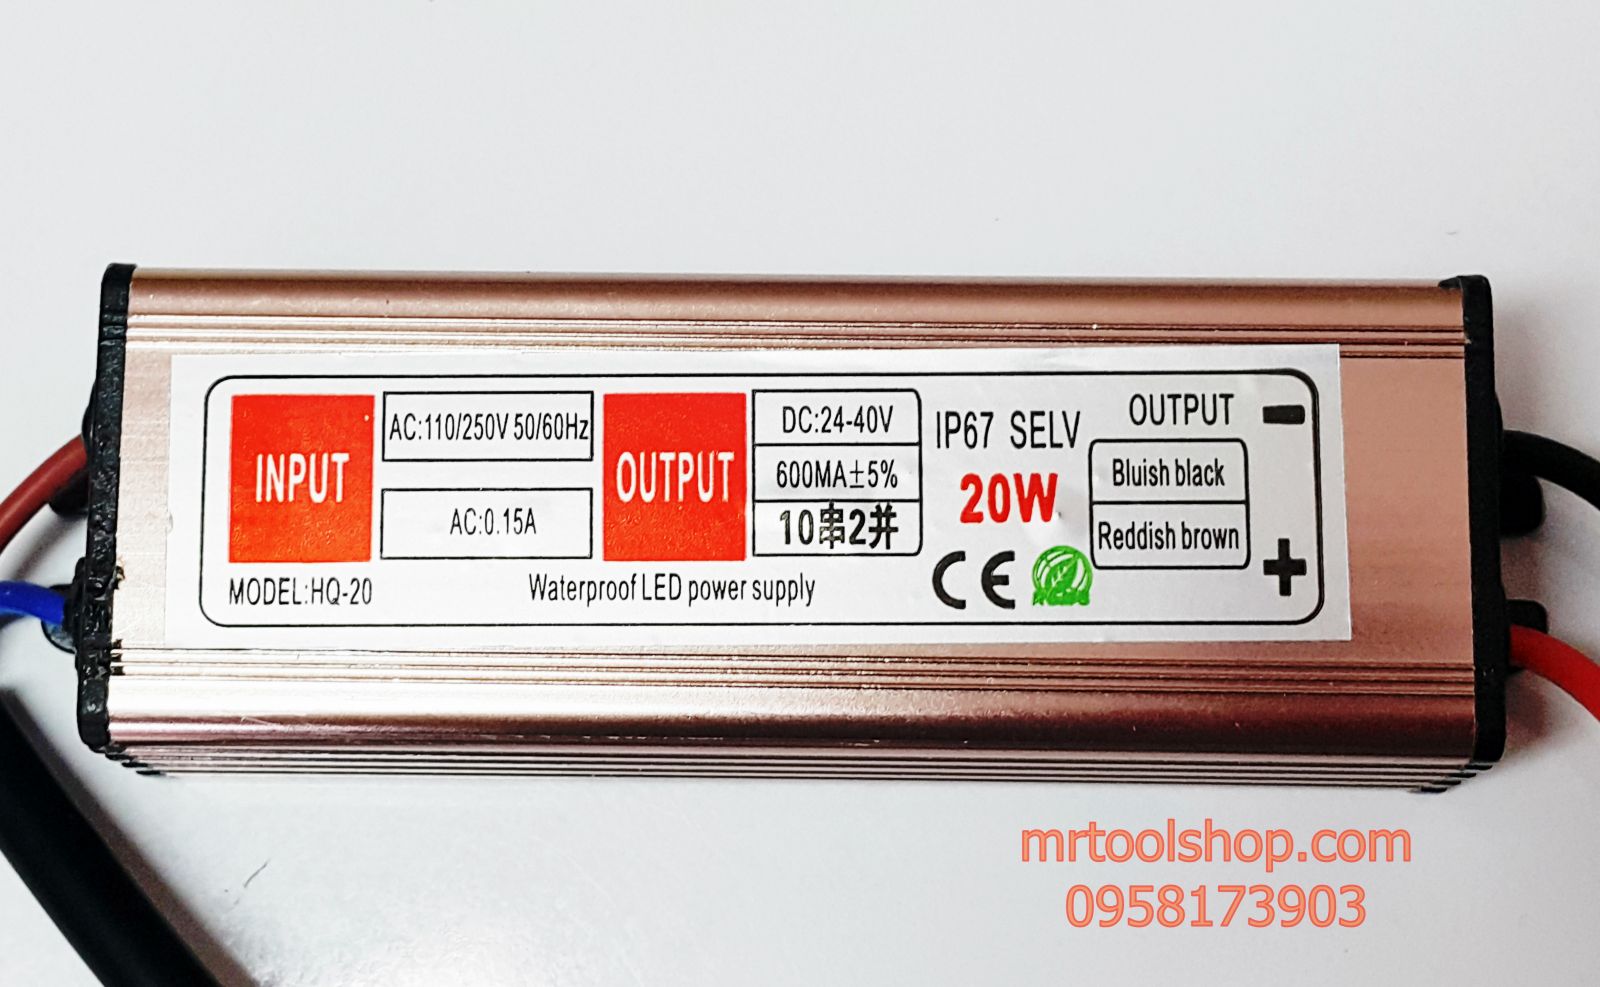 INPUT
AC:110/250V 50/60Hz
AC:0.15A
OUTPUT
DC:24-40V
600MA±5%
10串2并
IP67 SELV
20W
OUTPUT −
Bluish black
Reddish brown
+
MODEL:HQ-20
Waterproof LED power supply
CE
mrtoolshop.com
0958173903